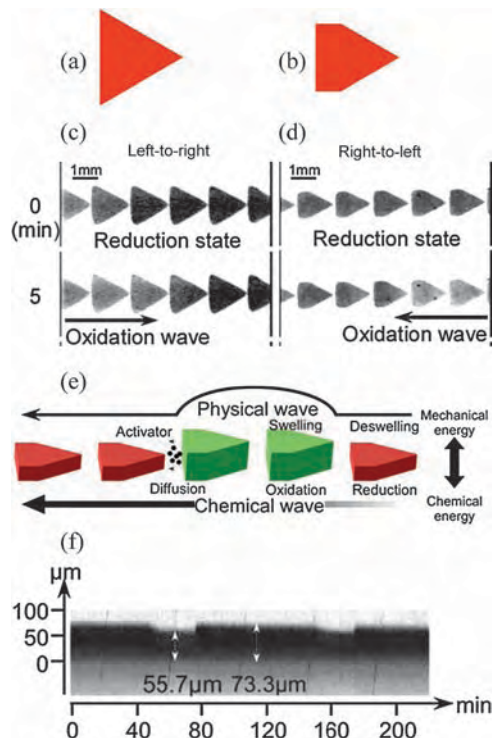 (a)
(b)
(c)
(d)
Left-to-right
Right-to-left
1mm
1mm
0
(min)
Reduction state
Reduction state
5
Oxidation wave
Oxidation wave
(e)
Physical wave
Mechanical
energy
Activator
Swelling
Deswelling
Diffusion
Oxidation
Reduction
Chemical wave
Chemical
energy
(f)
µm
100
50
0
55.7µm
73.3µm
min
0
40
80
120
160
200